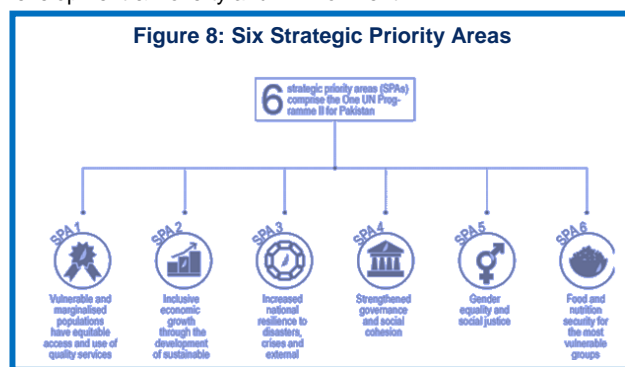 Figure 8: Six Strategic Priority Areas
6 strategic priority areas (SPAs)
comprise the One UN Prog-
ramme II for Pakistan
SPA 1
Vulnerable and
marginalised
populations
have equitable
access and use of
quality services
SPA 2
Inclusive
economic
growth
through the
development
of sustainable
SPA 3
Increased
national
resilience to
disasters,
crises and
external
SPA 4
Strengthened
governance
and social
cohesion
SPA 5
Gender
equality and
social justice
SPA 6
Food and
nutrition
security for
the most
vulnerable
groups